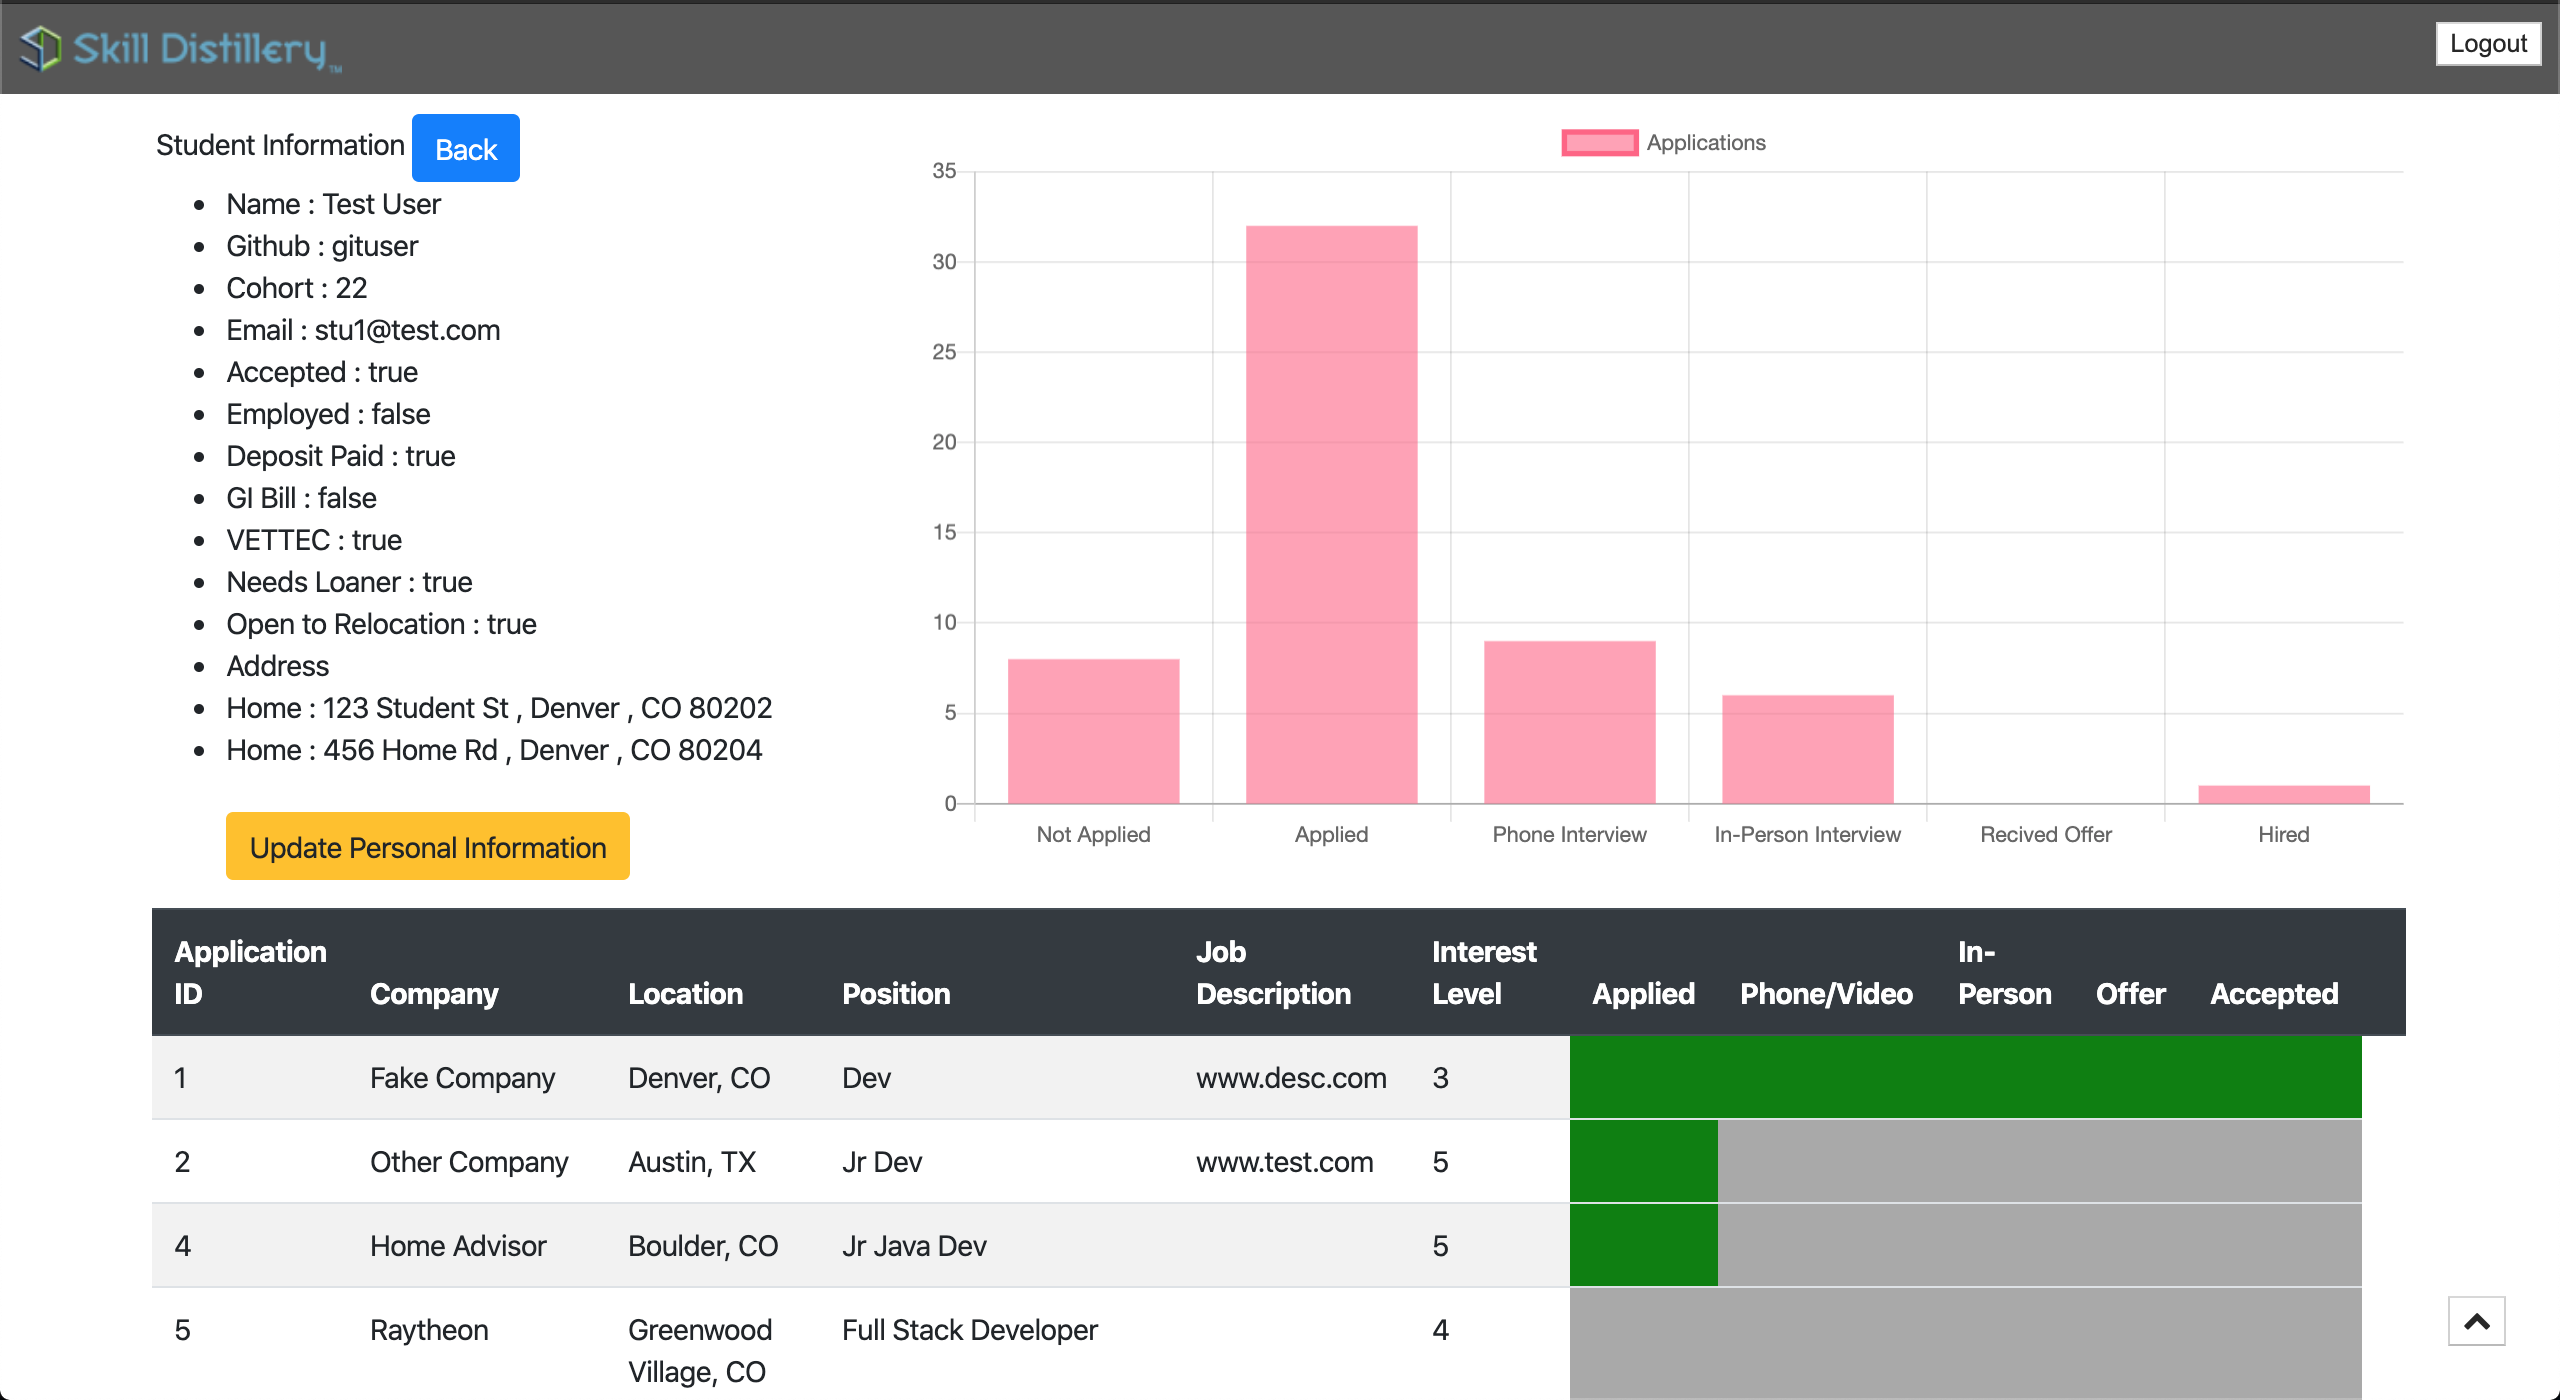 Skill Distillery™
Logout
Student Information
Back
Name : Test User
Github : gituser
Cohort : 22
Email : stu1@test.com
Accepted : true
Employed : false
Deposit Paid : true
GI Bill : false
VETTEC : true
Needs Loaner : true
Open to Relocation : true
Address
Home : 123 Student St , Denver , CO 80202
Home : 456 Home Rd , Denver , CO 80204
Update Personal Information
Applications
35
30
25
20
15
10
5
0
Not Applied Applied Phone Interview In-Person Interview Recived Offer Hired
Application ID Company Location Position Job Description Interest Level Applied Phone/Video In-Person Offer Accepted
1 Fake Company Denver, CO Dev www.desc.com 3
2 Other Company Austin, TX Jr Dev www.test.com 5
4 Home Advisor Boulder, CO Jr Java Dev 5
5 Raytheon Greenwood Village, CO Full Stack Developer 4